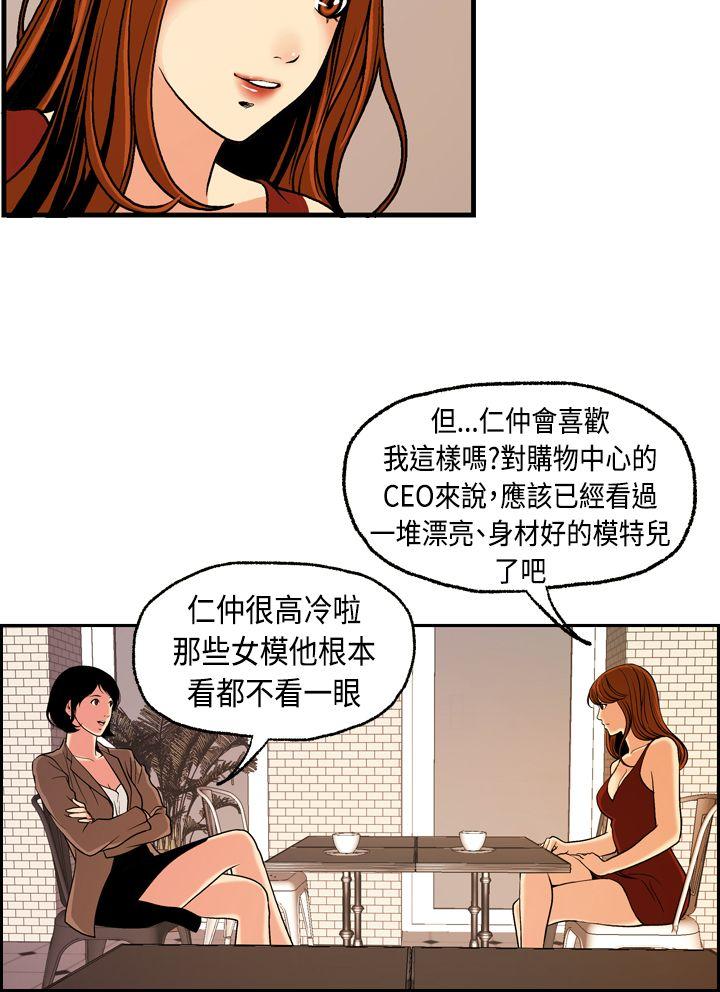 但...仁仲會喜歡
我這樣嗎?對購物中心的
CEO來說,應該已經看過
一堆漂亮、身材好的模特兒
了吧
仁仲很高冷啦
那些女模他根本
看都不看一眼